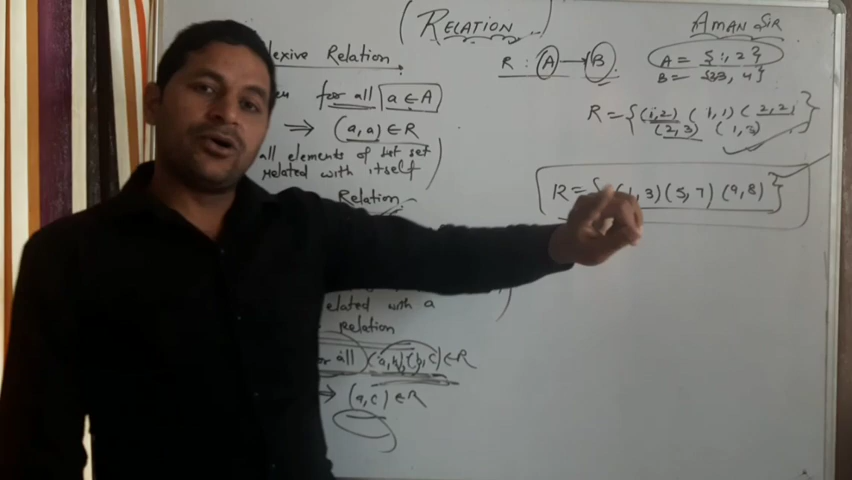 (RELATION
AMAN SIR
lexive Relation
R : A → B
A = {1, 2}
B = {3, 4}
for all a ∈ A
⇒ (a, a) ∈ R
R = {(1,2) (1,1) (2,2)
(2,3) (1,3)}
all elements of set
related with itself
Relation
R = { (1,3) (5,7) (9,8) }
elated with a
relation
for all (a,b), (b,c) ∈ R
⇒ (a,c) ∈ R